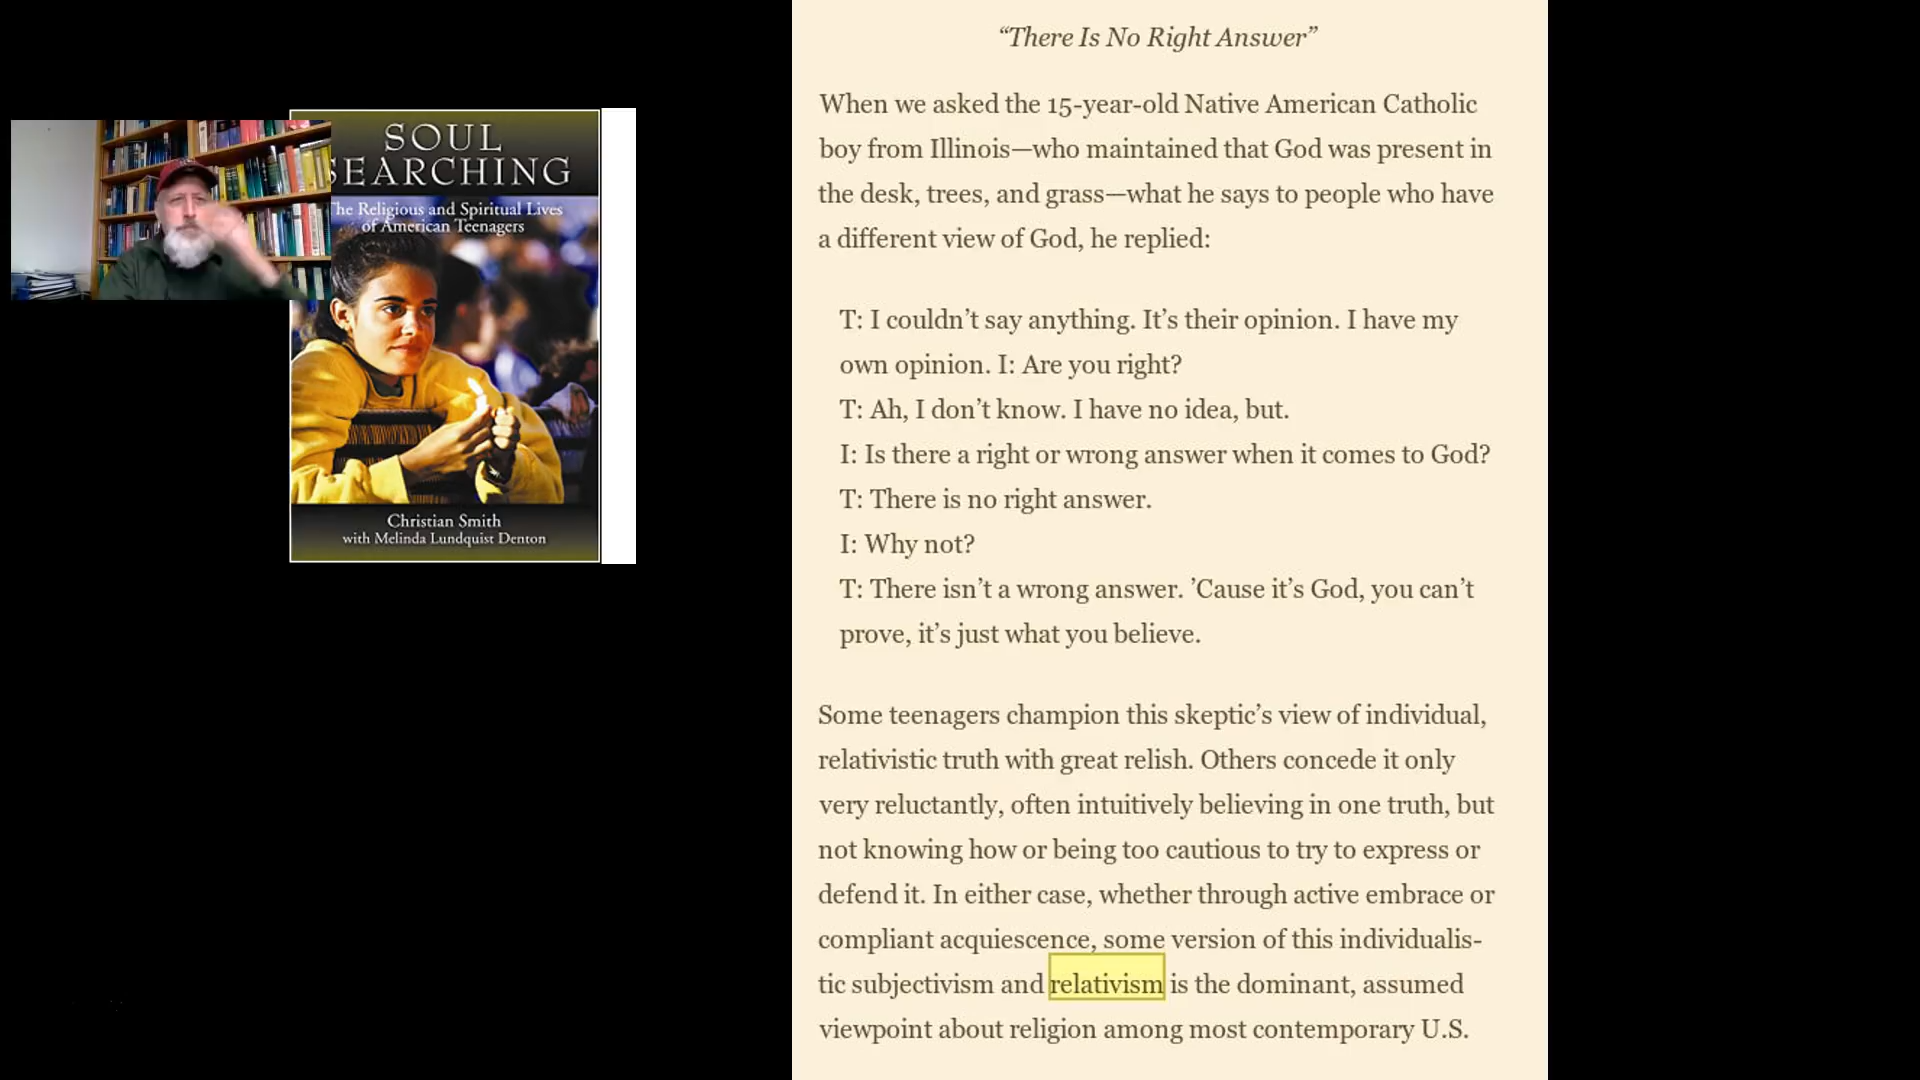 SOUL
SEARCHING
he Religious and Spiritual Lives
of American Teenagers
Christian Smith
with Melinda Lundquist Denton
“There Is No Right Answer”
When we asked the 15-year-old Native American Catholic
boy from Illinois—who maintained that God was present in
the desk, trees, and grass—what he says to people who have
a different view of God, he replied:
T: I couldn’t say anything. It’s their opinion. I have my
own opinion. I: Are you right?
T: Ah, I don’t know. I have no idea, but.
I: Is there a right or wrong answer when it comes to God?
T: There is no right answer.
I: Why not?
T: There isn’t a wrong answer. ’Cause it’s God, you can’t
prove, it’s just what you believe.
Some teenagers champion this skeptic’s view of individual,
relativistic truth with great relish. Others concede it only
very reluctantly, often intuitively believing in one truth, but
not knowing how or being too cautious to try to express or
defend it. In either case, whether through active embrace or
compliant acquiescence, some version of this individualis-
tic subjectivism and relativism is the dominant, assumed
viewpoint about religion among most contemporary U.S.